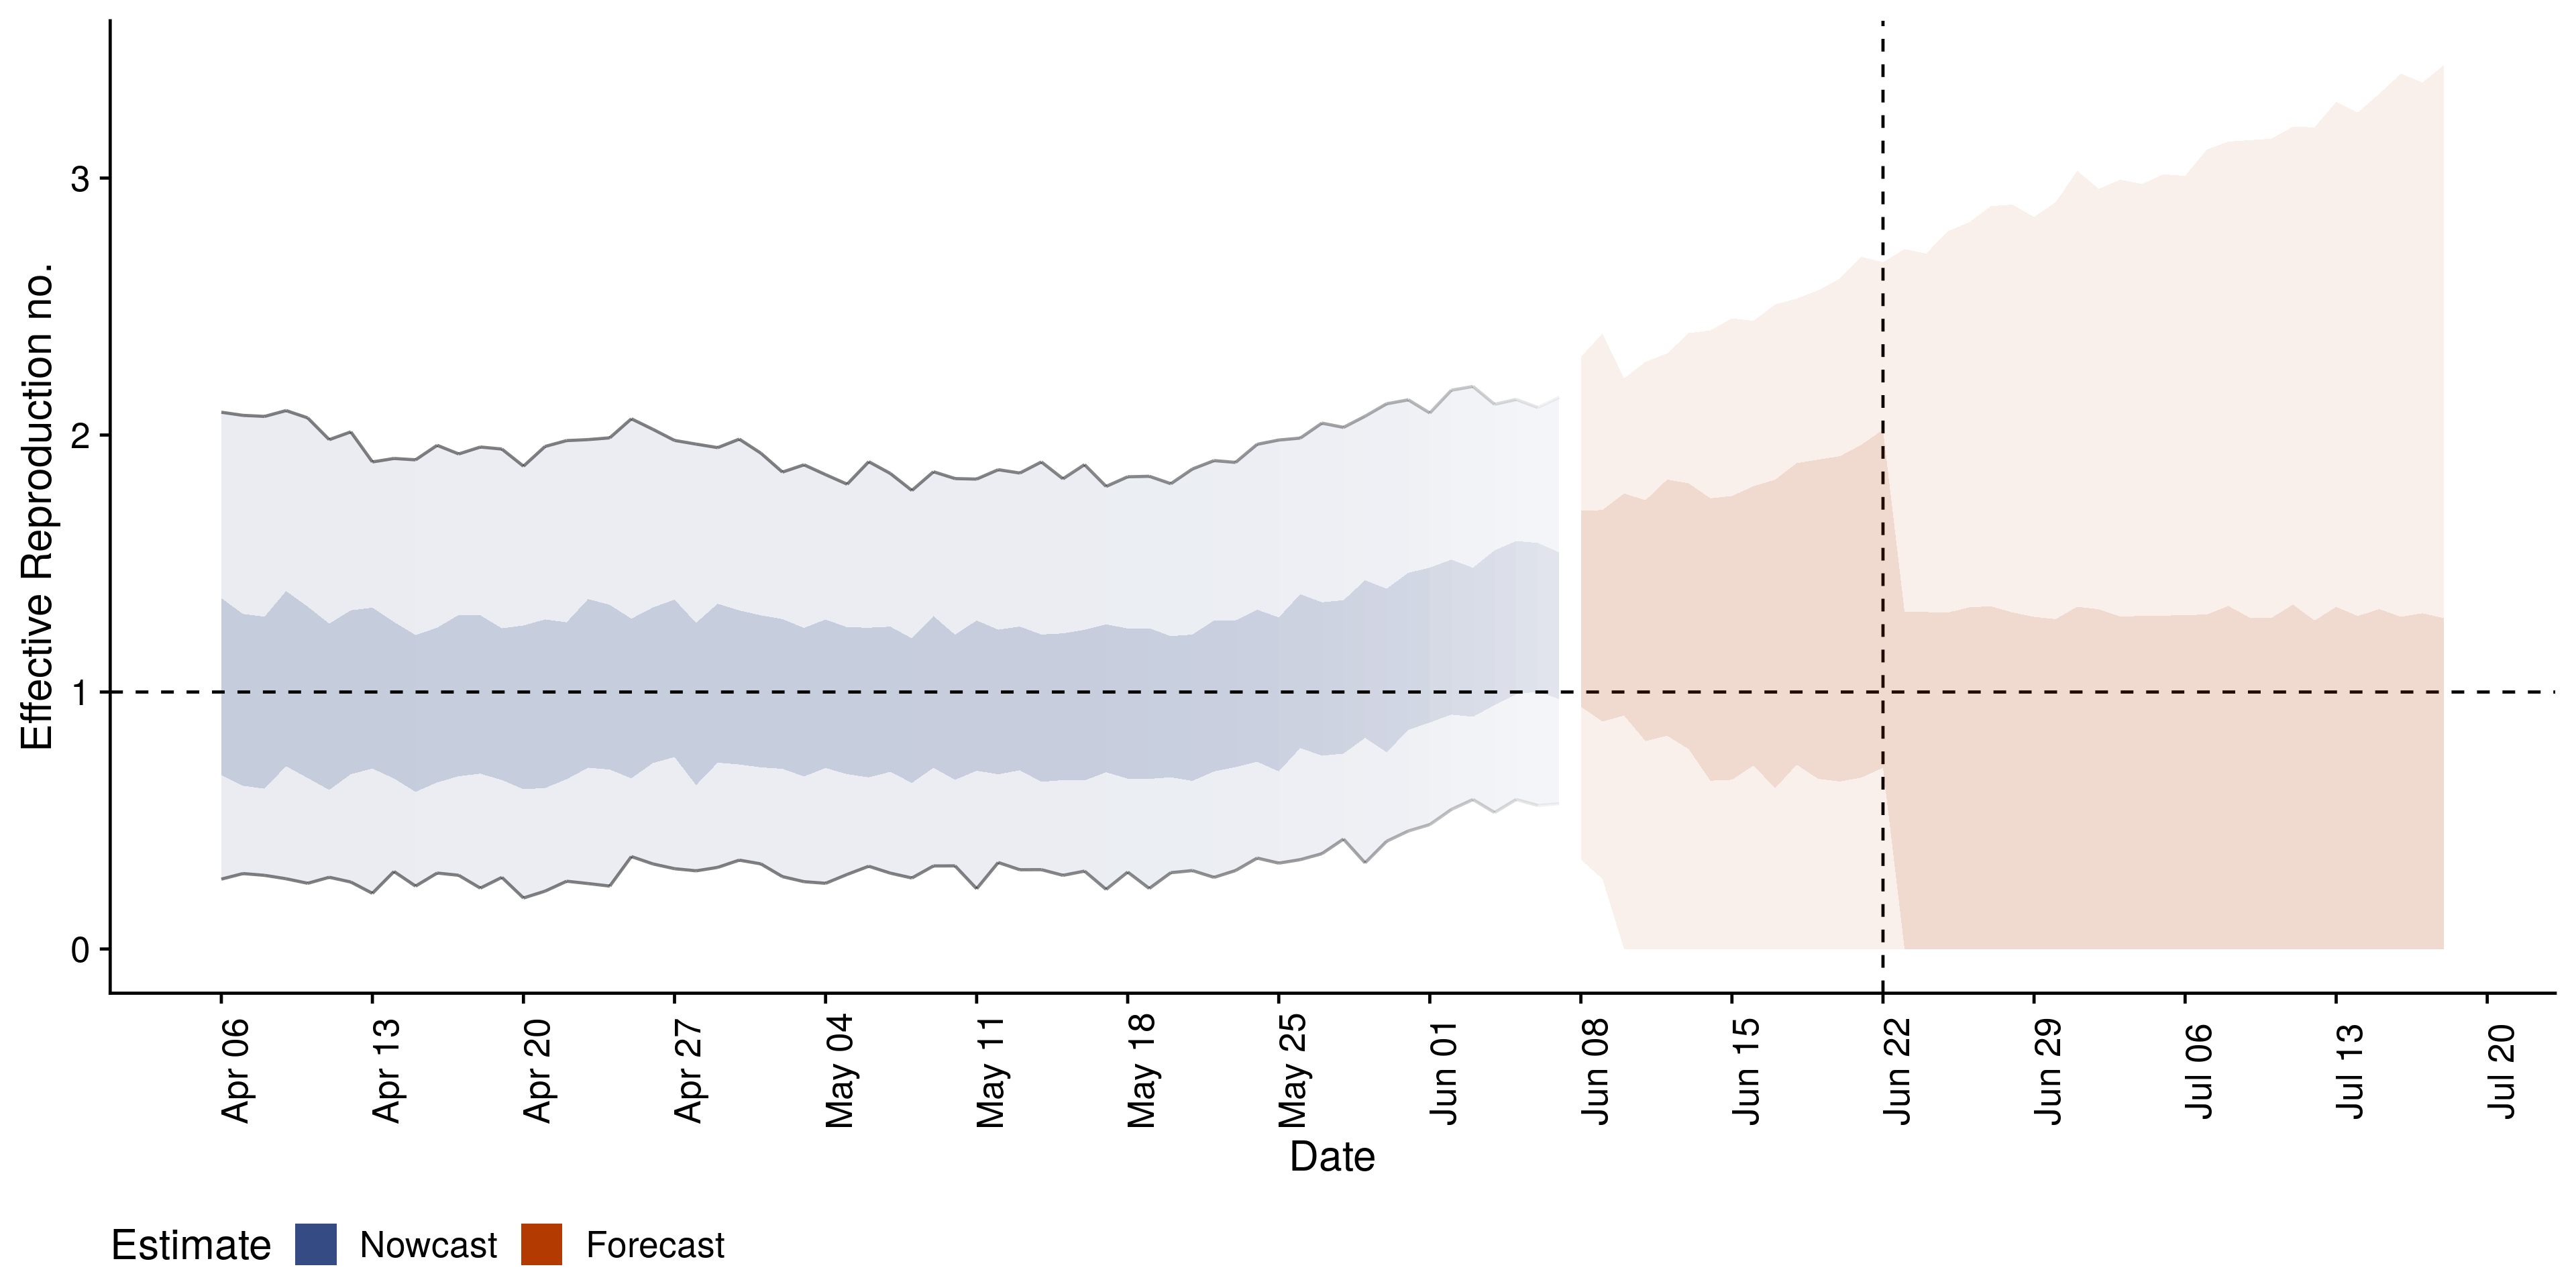 Effective Reproduction no.
3
2
1
0
Apr 06
Apr 13
Apr 20
Apr 27
May 04
May 11
May 18
May 25
Jun 01
Jun 08
Jun 15
Jun 22
Jun 29
Jul 06
Jul 13
Jul 20
Date
Estimate Nowcast Forecast